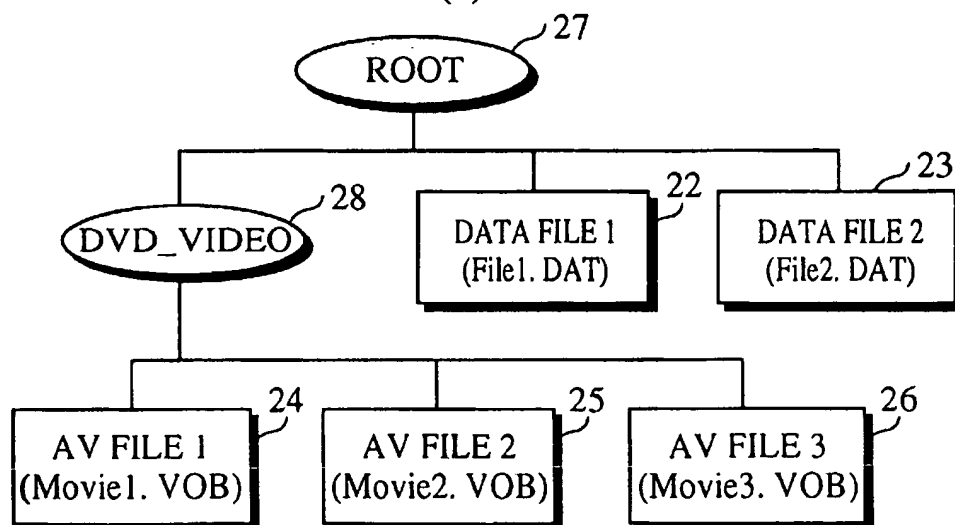 27
ROOT
28
DVD_VIDEO
22
DATA FILE 1
(File1. DAT)
23
DATA FILE 2
(File2. DAT)
24
AV FILE 1
(Movie1. VOB)
25
AV FILE 2
(Movie2. VOB)
26
AV FILE 3
(Movie3. VOB)